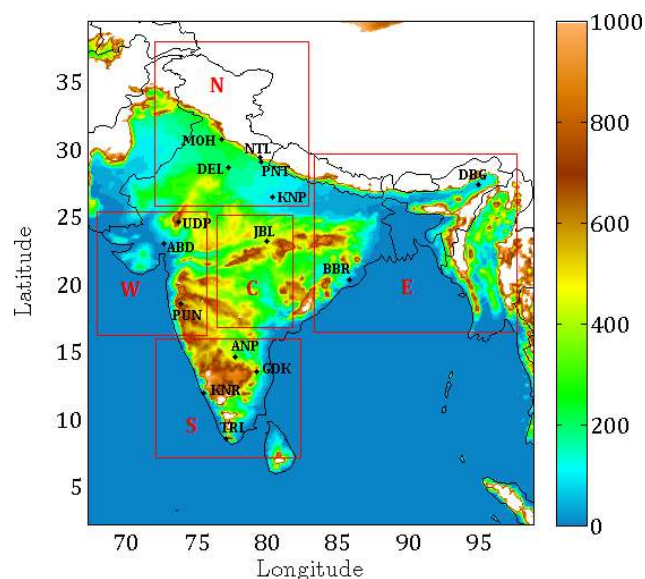 1000
800
600
400
200
0
35
30
25
20
15
10
5
Latitude
70
75
80
85
90
95
Longitude
N
MOH
NTL
PNT
DEL
KNP
DBG
UDP
JBL
ABD
BBR
W
C
E
PUN
ANP
GDK
KNR
S
TRL